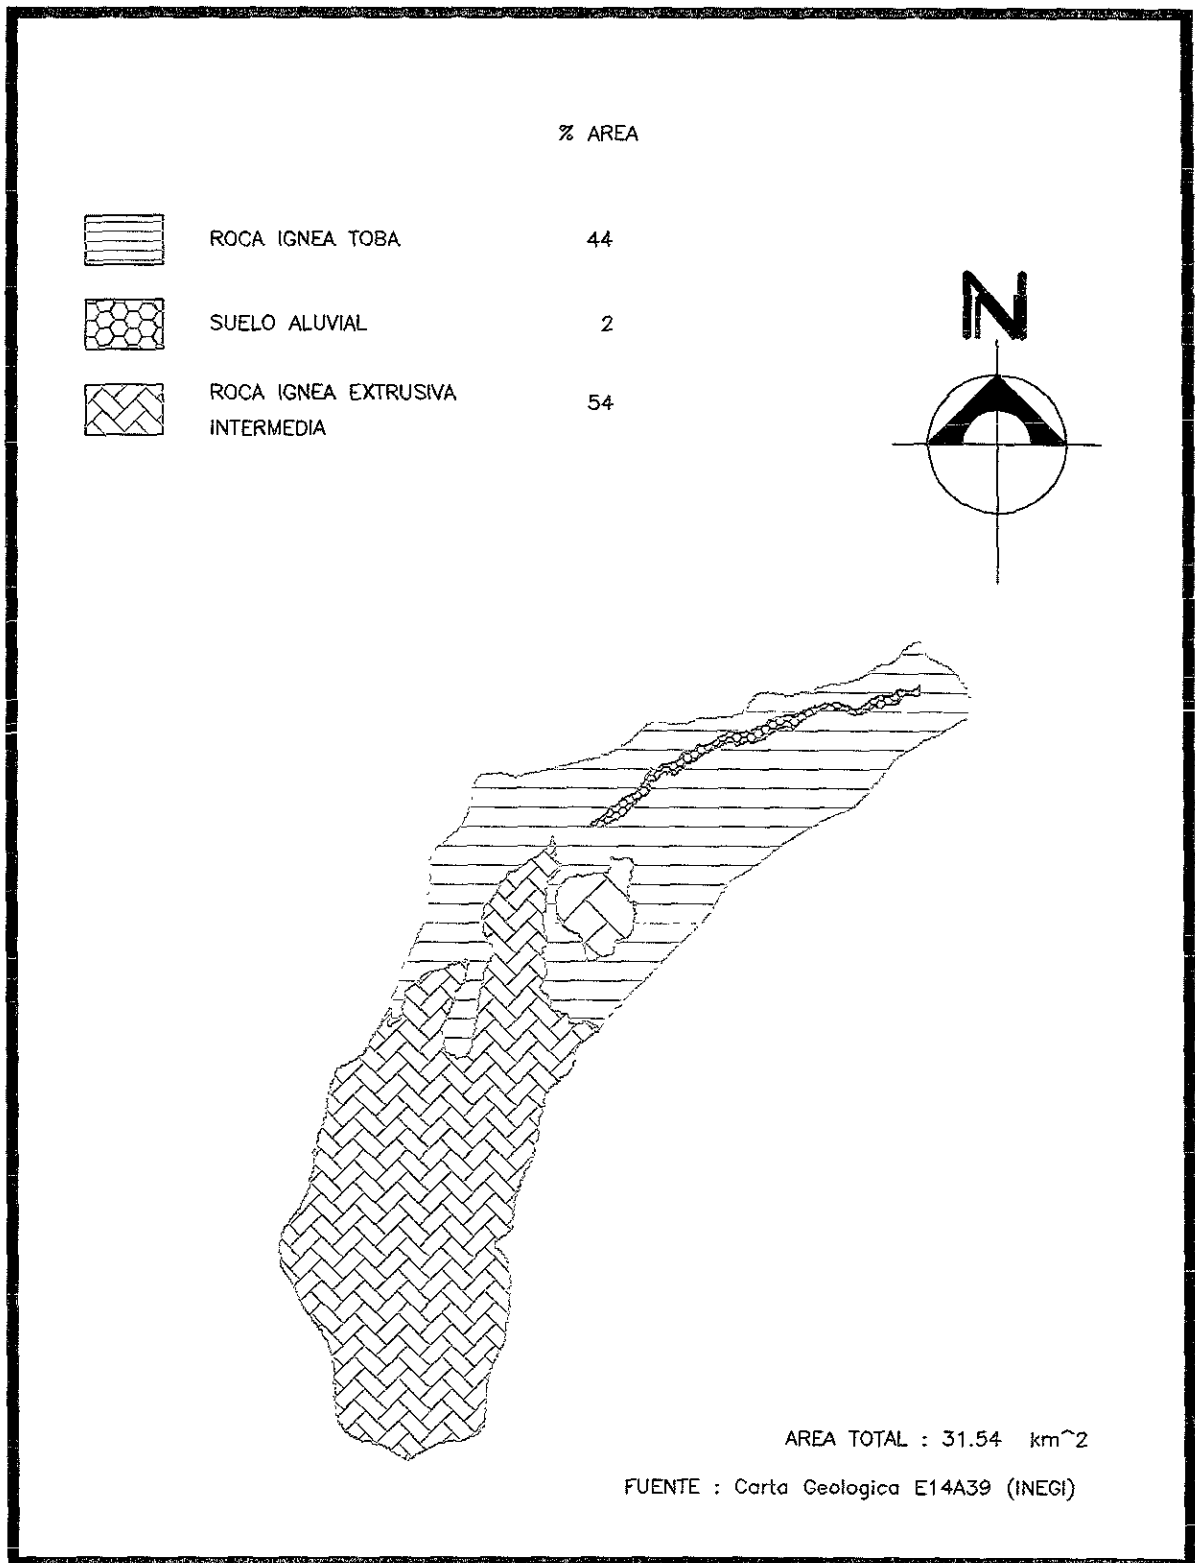 % AREA
ROCA IGNEA TOBA 44
SUELO ALUVIAL 2
ROCA IGNEA EXTRUSIVA
INTERMEDIA 54
N
AREA TOTAL : 31.54 km^2
FUENTE : Carta Geologica E14A39 (INEGI)